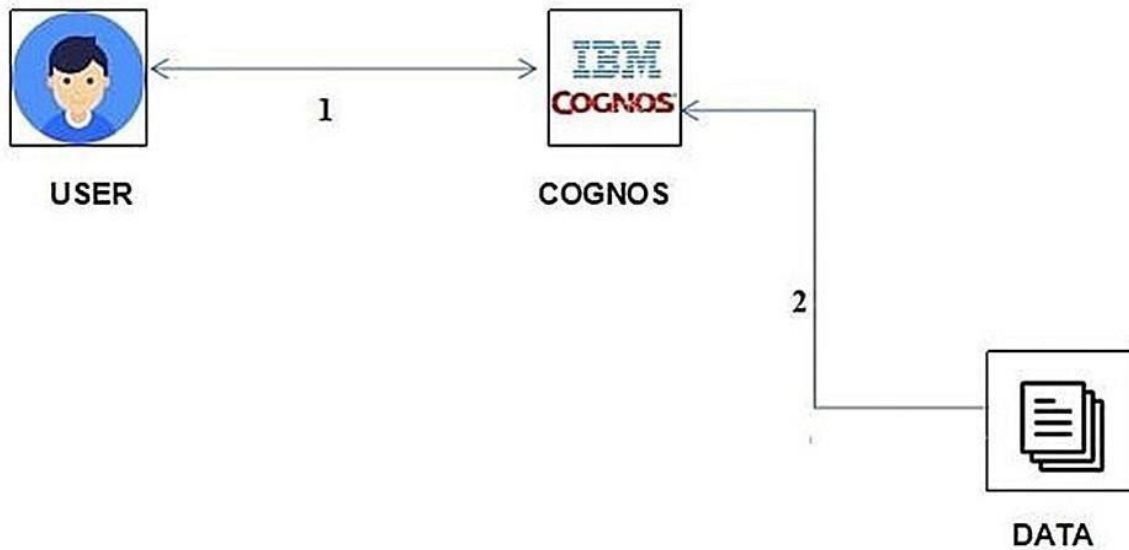 IBM
COGNOS
1
USER
COGNOS
2
DATA